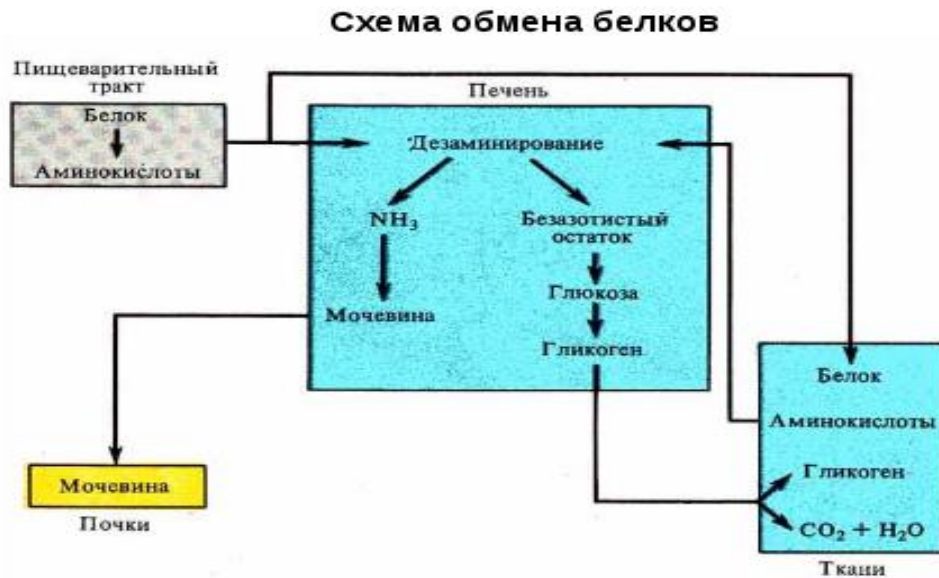 Схема обмена белков
Пищеварительный
тракт
Белок
Аминокислоты
Печень
Дезаминирование
NH₃
Безазотистый
остаток
Глюкоза
Мочевина
Гликоген
Белок
Аминокислоты
Гликоген
CO₂ + H₂O
Ткани
Мочевина
Почки